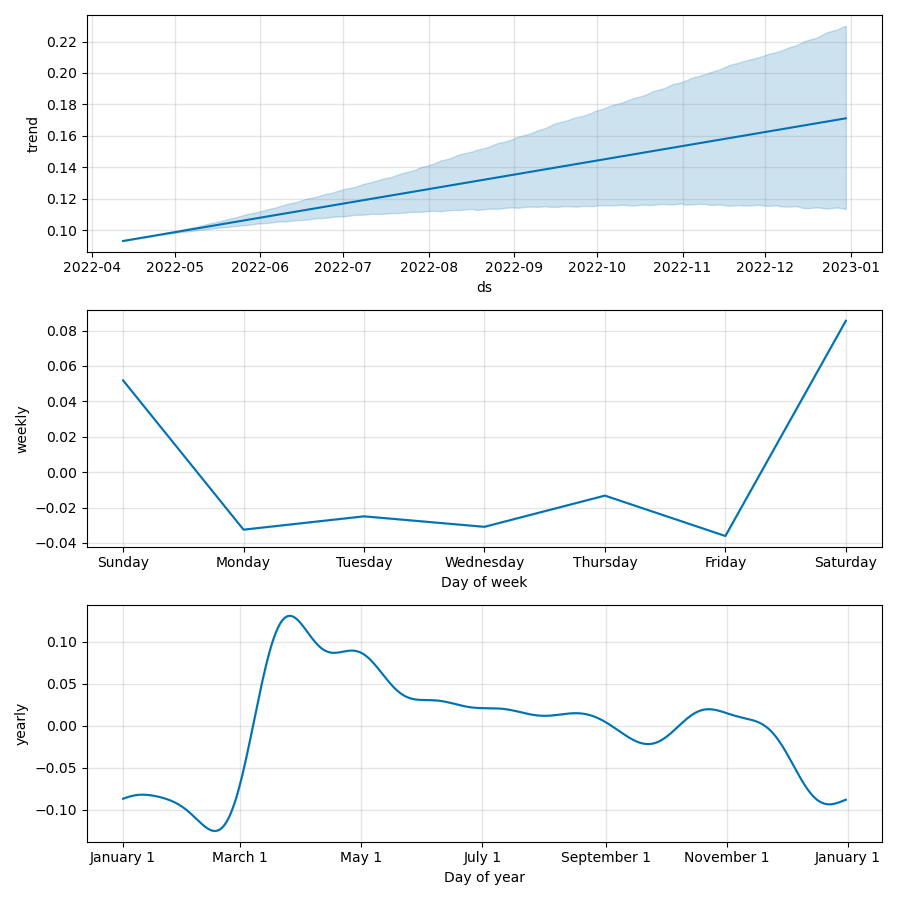 0.22
0.20
0.18
0.16
0.14
0.12
0.10
trend
2022-04 2022-05 2022-06 2022-07 2022-08 2022-09 2022-10 2022-11 2022-12 2023-01
ds
0.08
0.06
0.04
0.02
0.00
−0.02
−0.04
weekly
Sunday Monday Tuesday Wednesday Thursday Friday Saturday
Day of week
0.10
0.05
0.00
−0.05
−0.10
yearly
January 1 March 1 May 1 July 1 September 1 November 1 January 1
Day of year